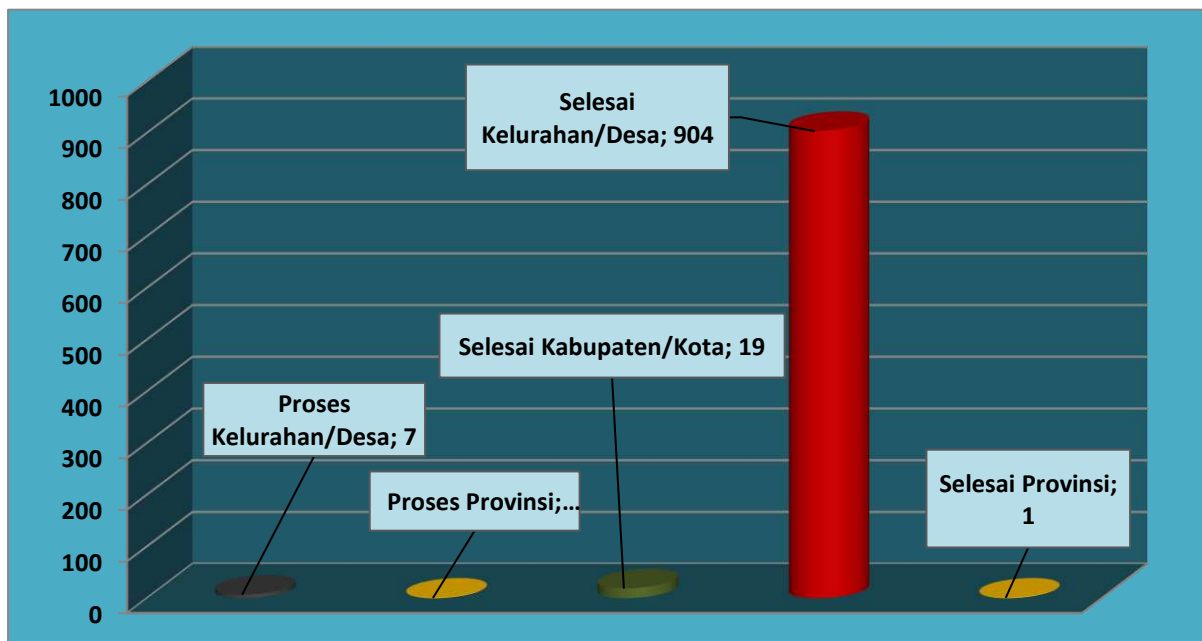 1000
900
800
700
600
500
400
300
200
100
0
Selesai
Kelurahan/Desa; 904
Selesai Kabupaten/Kota; 19
Proses
Kelurahan/Desa; 7
Proses Provinsi;...
Selesai Provinsi;
1